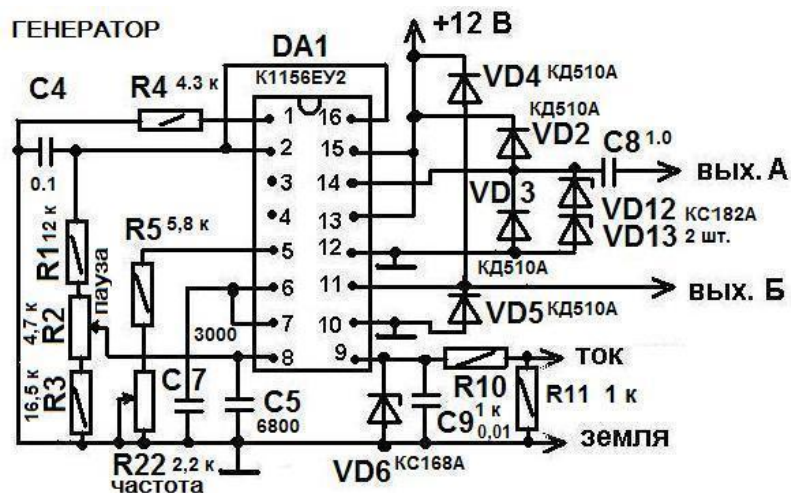 ГЕНЕРАТОР
+12 В
DA1
К1156ЕУ2
C4
R4 4.3 к
VD4 КД510А
КД510А
VD2
C8 1.0
1
16
2
15
0.1
3
14
вых. А
4
13
VD3
VD12 КС182А
VD13 2 шт.
R1 12 к
R5 5,8 к
5
12
КД510А
6
11
вых. Б
пауза
VD5 КД510А
7
10
3000
R2 4,7 к
8
9
ток
R3 16,5 к
C7
C5
6800
R10
1 к
R11 1 к
C9
0,01
земля
R22 2,2 к
частота
VD6 КС168А